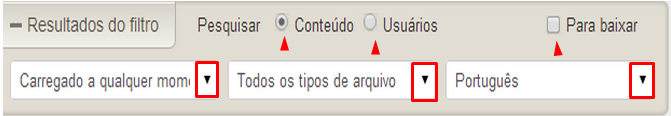 Resultados do filtro Pesquisar Conteúdo Usuários Para baixar
Carregado a qualquer mom Todos os tipos de arquivo Português